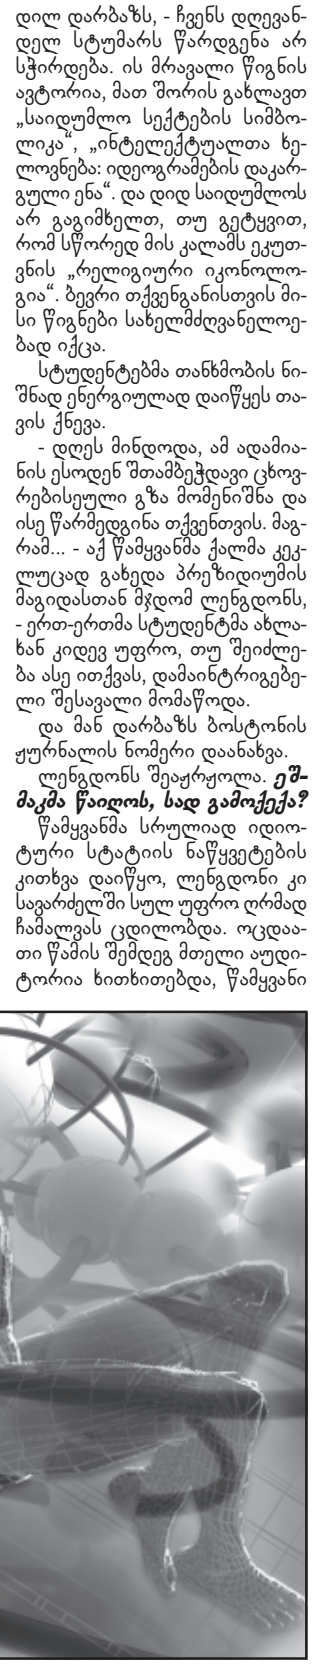 დილ დარბაზს, - ჩვენს დღევან-
დელ სტუმარს წარდგენა არ
სჭირდება. ის მრავალი წიგნის
ავტორია, მათ შორის გახლავთ
„საიდუმლო სექტების სიმბო-
ლიკა“, „ინტელექტუალთა ხე-
ლოვნება: იდეოგრამების დაკარ-
გული ენა“. და დიდ საიდუმლოს
არ გაგიმხელთ, თუ გეტყვით,
რომ სწორედ მის კალამს ეკუთ-
ვნის „რელიგიური იკონოლო-
გია“. ბევრი თქვენგანისთვის მი-
სი წიგნები სახელმძღვანელოე-
ბად იქცა.
სტუდენტებმა თანხმობის ნი-
შნად ენერგიულად დაიწყეს თა-
ვის ქნევა.
- დღეს მინდოდა, ამ ადამია-
ნის ესოდენ შთამბეჭდავი ცხოვ-
რებისეული გზა მომენიშნა და
ისე წარმედგინა თქვენთვის. მაგ-
რამ... - აქ წამყვანმა ქალმა კეკ-
ლუცად გახედა პრეზიდიუმის
მაგიდასთან მჯდომ ლენგდონს,
- ერთ-ერთმა სტუდენტმა ახლა-
ხან კიდევ უფრო, თუ შეიძლე-
ბა ასე ითქვას, დამაინტრიგებე-
ლი შესავალი მომაწოდა.
და მან დარბაზს ბოსტონის
ჟურნალის ნომერი დაანახვა.
ლენგდონს შეაჟრჟოლა. ეშ-
მაკმა წაიღოს, სად გამოქექა?
წამყვანმა სრულიად იდიო-
ტური სტატიის ნაწყვეტების
კითხვა დაიწყო, ლენგდონი კი
სავარძელში სულ უფრო ღრმად
ჩამალვას ცდილობდა. ოცდაა-
თი წამის შემდეგ მთელი აუდი-
ტორია ხითხითებდა, წამყვანი